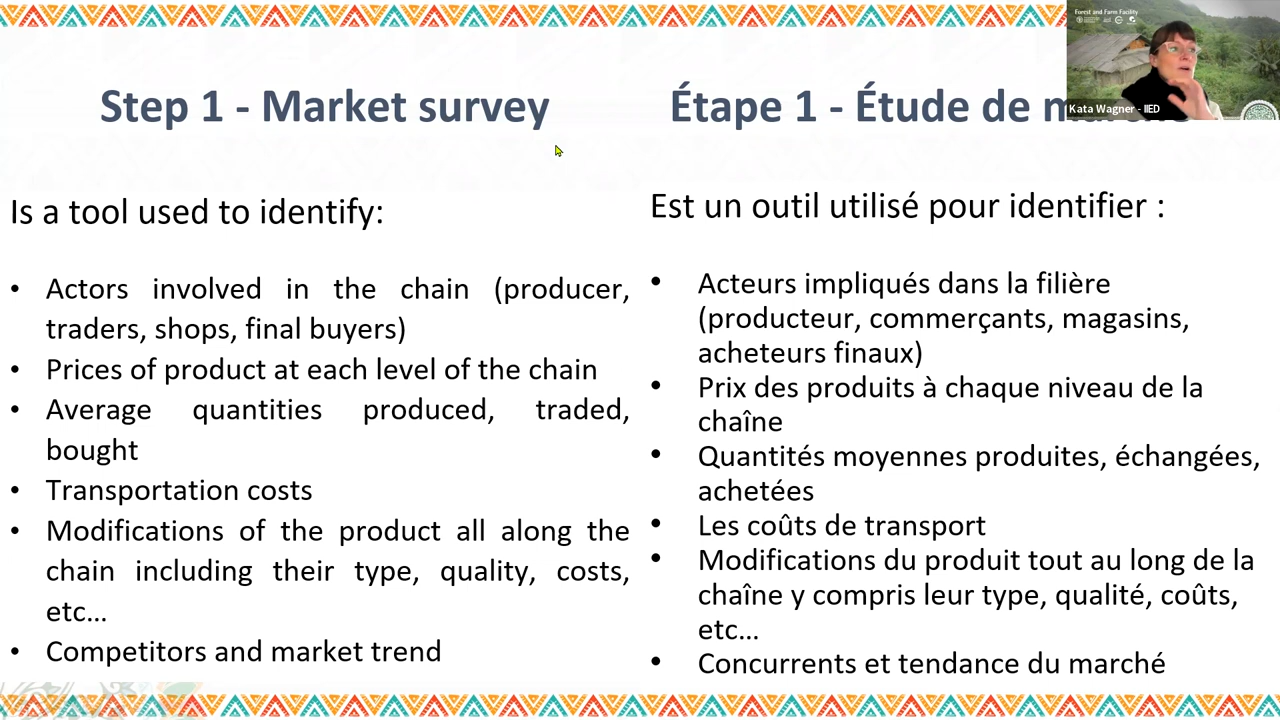 Step 1 - Market survey
Is a tool used to identify:
• Actors involved in the chain (producer,
traders, shops, final buyers)
• Prices of product at each level of the chain
• Average quantities produced, traded,
bought
• Transportation costs
• Modifications of the product all along the
chain including their type, quality, costs,
etc…
• Competitors and market trend
Étape 1 - Étude de
Est un outil utilisé pour identifier :
• Acteurs impliqués dans la filière
(producteur, commerçants, magasins,
acheteurs finaux)
• Prix des produits à chaque niveau de la
chaîne
• Quantités moyennes produites, échangées,
achetées
• Les coûts de transport
• Modifications du produit tout au long de la
chaîne y compris leur type, qualité, coûts,
etc…
• Concurrents et tendance du marché
Forest and Farm Facility
Kata Wagner - IIED